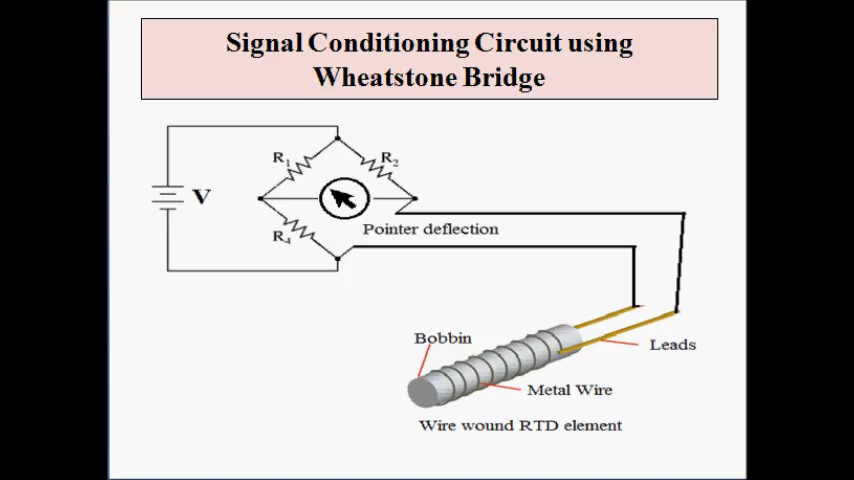 Signal Conditioning Circuit using
Wheatstone Bridge
R1
R2
V
R4
Pointer deflection
Bobbin
Leads
Metal Wire
Wire wound RTD element